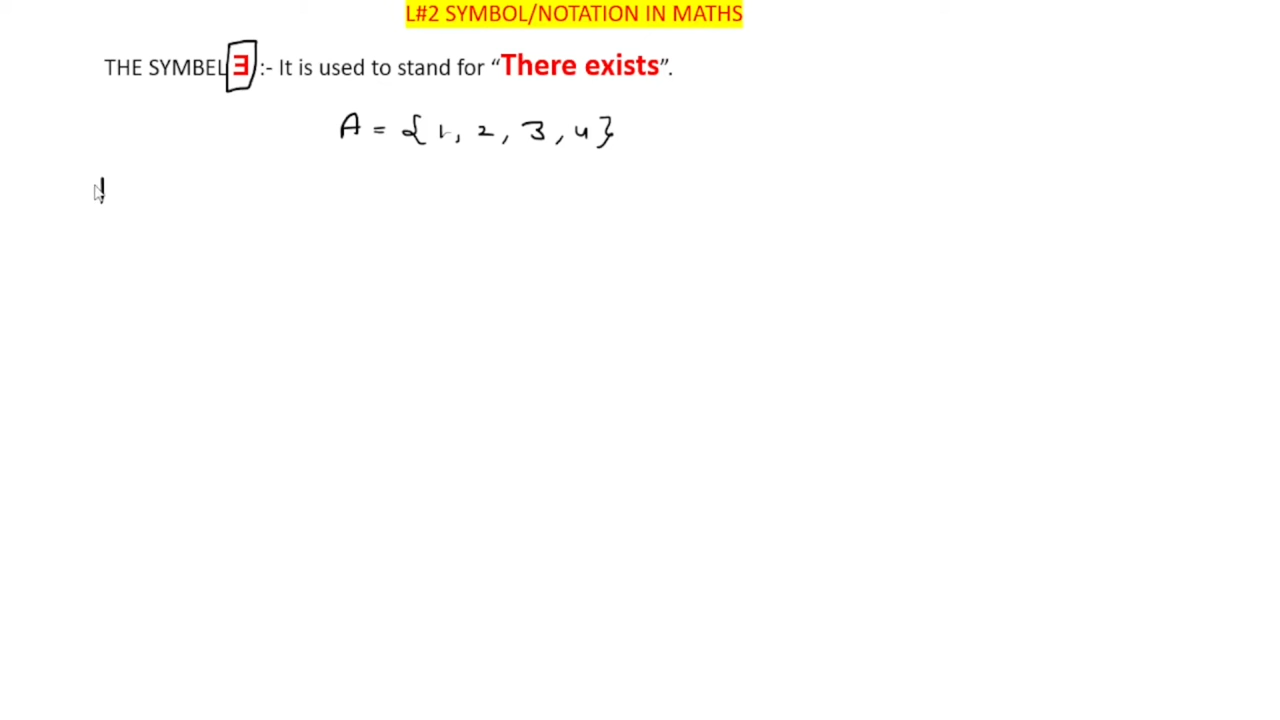 L#2 SYMBOL/NOTATION IN MATHS
THE SYMBEL ∃ :- It is used to stand for “There exists”.
A = { 1, 2, 3, 4 }